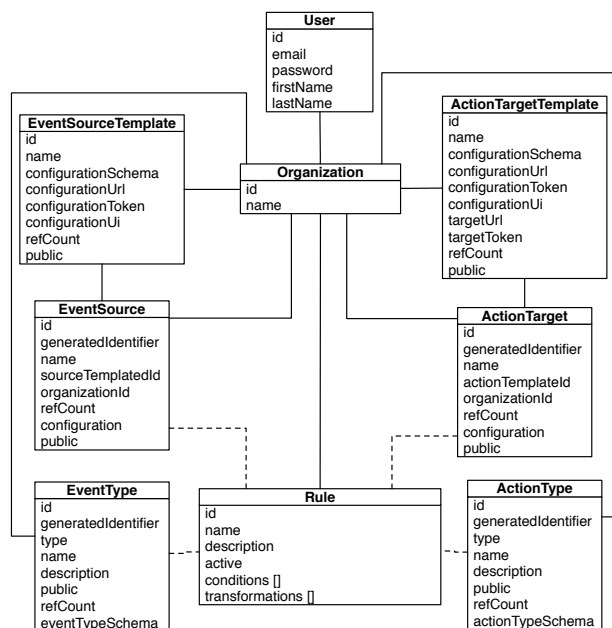 User
id
email
password
firstName
lastName
EventSourceTemplate
id
name
configurationSchema
configurationUrl
configurationToken
configurationUi
refCount
public
Organization
id
name
ActionTargetTemplate
id
name
configurationSchema
configurationUrl
configurationToken
configurationUi
targetUrl
targetToken
refCount
public
EventSource
id
generatedIdentifier
name
sourceTemplatedId
organizationId
refCount
configuration
public
ActionTarget
id
generatedIdentifier
name
actionTemplateId
organizationId
refCount
configuration
public
EventType
id
generatedIdentifier
type
name
description
public
refCount
eventTypeSchema
Rule
id
name
description
active
conditions []
transformations []
ActionType
id
generatedIdentifier
type
name
description
public
refCount
actionTypeSchema